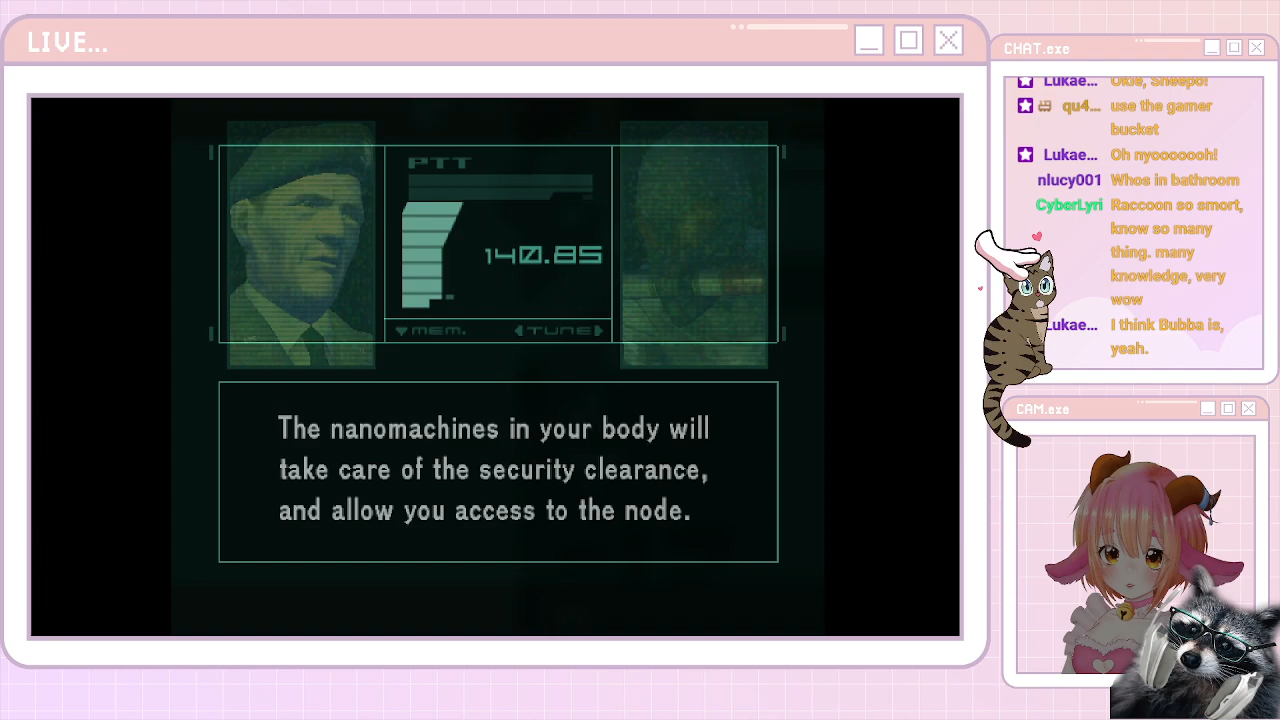 LIVE...
PTT
140.85
MEM.
TUNE
The nanomachines in your body will
take care of the security clearance,
and allow you access to the node.
CHAT.exe
Lukae... Okie, Sheepo!
qu4... use the gamer
bucket
Lukae... Oh nyooooooh!
nlucy001 Whos in bathroom
CyberLyri Raccoon so smort,
know so many
thing. many
knowledge, very
wow
Lukae... I think Bubba is,
yeah.
CAM.exe